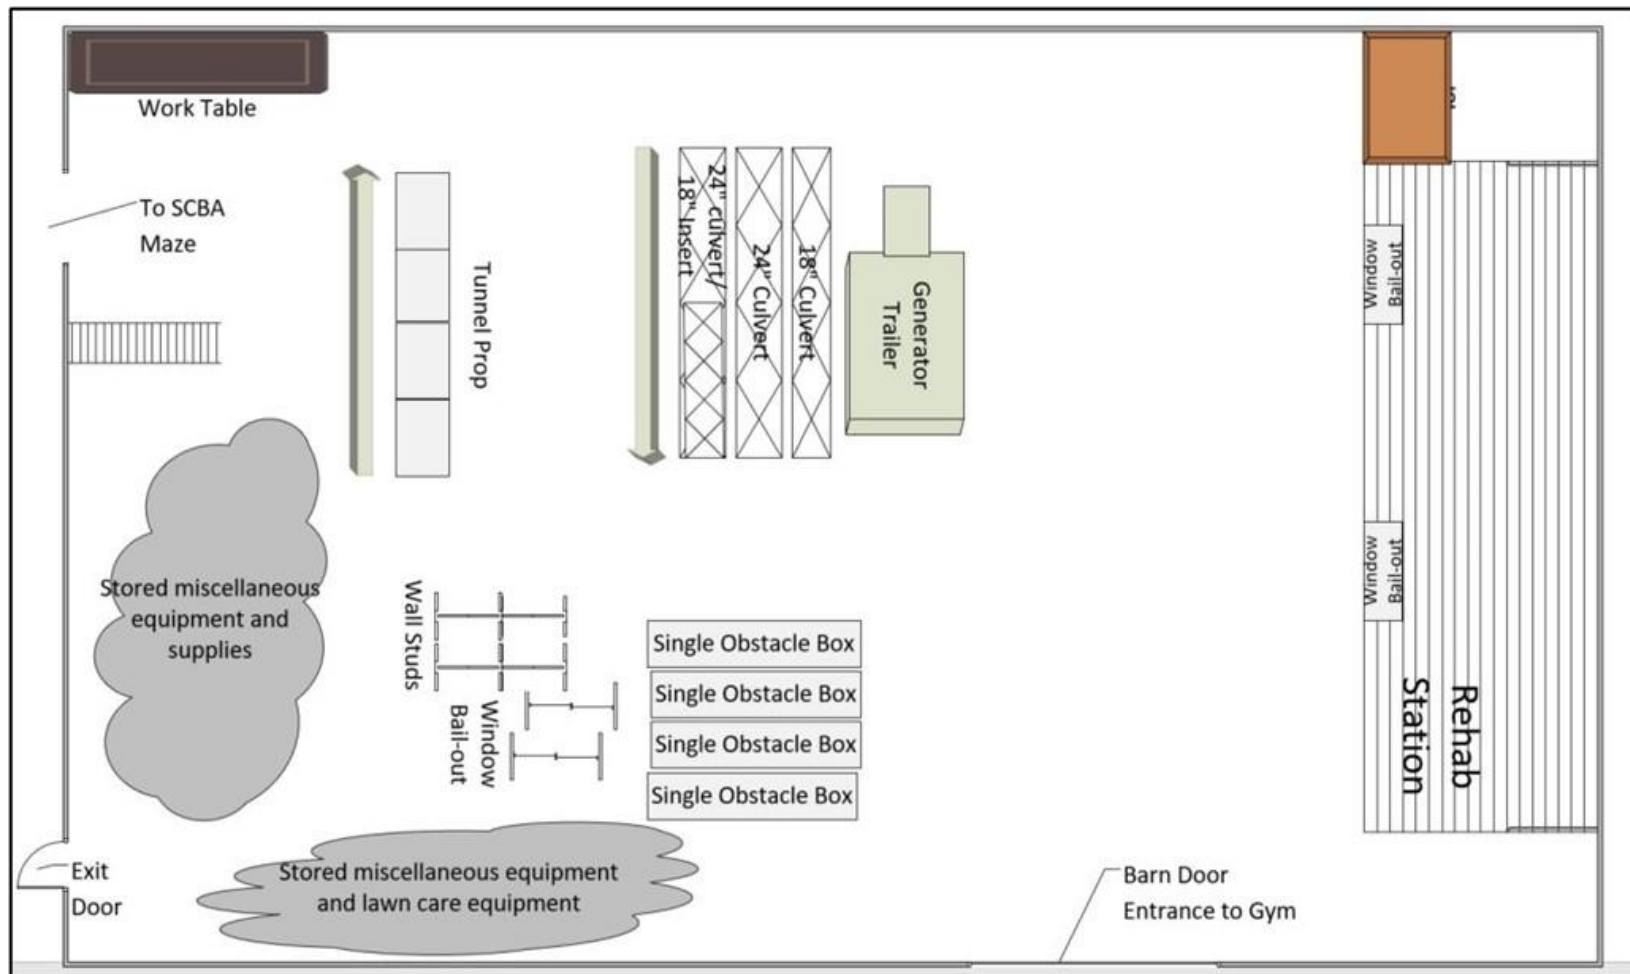 Work Table
To SCBA
Maze
Tunnel Prop
24" culvert/
18" Insert
24" Culvert
18" Culvert
Generator
Trailer
Window
Bail-out
Window
Bail-out
Rehab
Station
Stored miscellaneous
equipment and
supplies
Wall Studs
Window
Bail-out
Single Obstacle Box
Single Obstacle Box
Single Obstacle Box
Single Obstacle Box
Exit
Door
Stored miscellaneous equipment
and lawn care equipment
Barn Door
Entrance to Gym